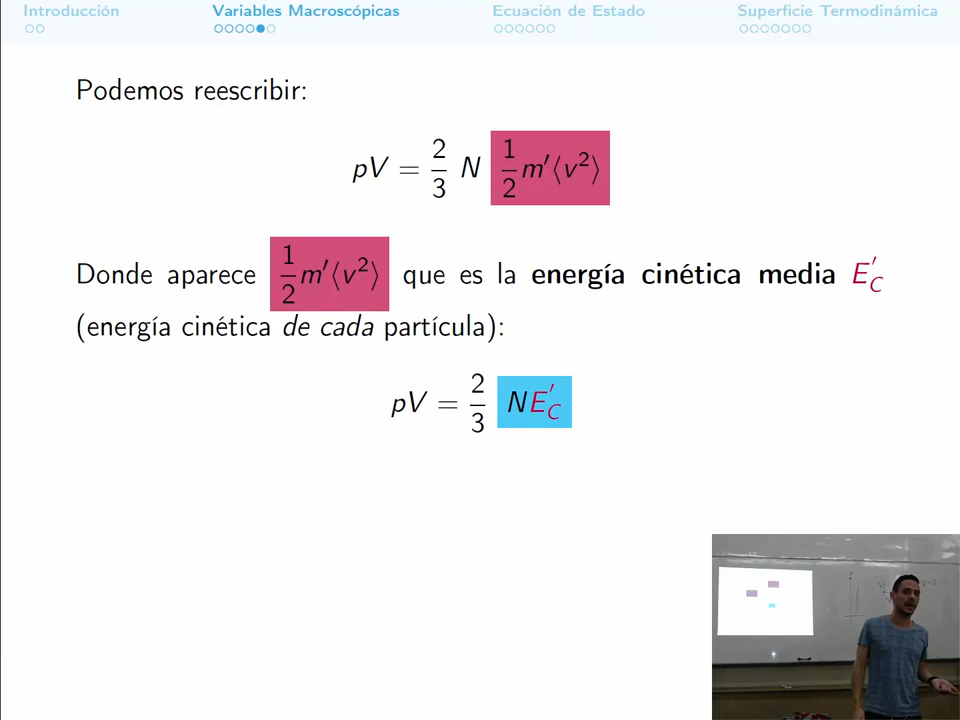 Introducción
Variables Macroscópicas
Ecuación de Estado
Superficie Termodinámica
Podemos reescribir:
pV = 2/3 N 1/2 m′⟨v²⟩
Donde aparece 1/2 m′⟨v²⟩ que es la energía cinética media E′_C
(energía cinética de cada partícula):
pV = 2/3 NE′_C